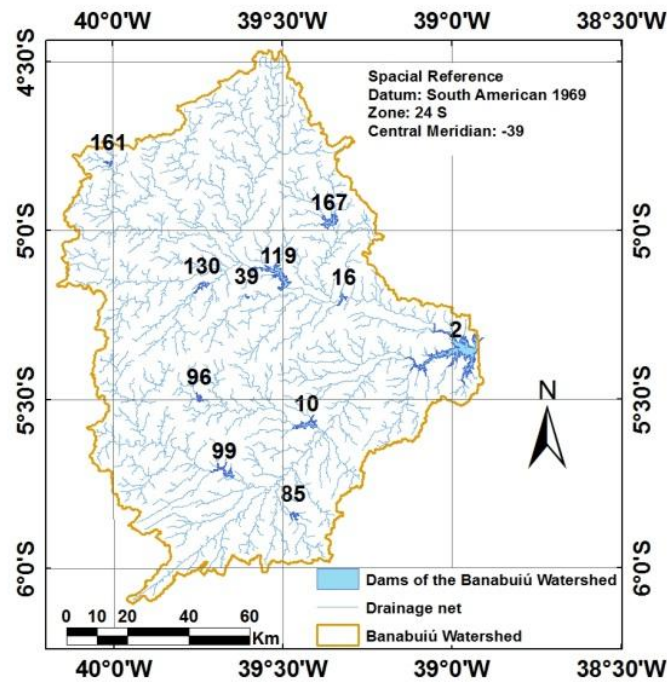 40°0'W 39°30'W 39°0'W 38°30'W
4°30'S
4°30'S
Spacial Reference
Datum: South American 1969
Zone: 24 S
Central Meridian: -39
161
167
5°0'S
5°0'S
119
130
39
16
2
96
5°30'S
5°30'S
10
N
99
85
6°0'S
6°0'S
Dams of the Banabuiú Watershed
Drainage net
Banabuiú Watershed
0 10 20 40 60
Km
40°0'W 39°30'W 39°0'W 38°30'W